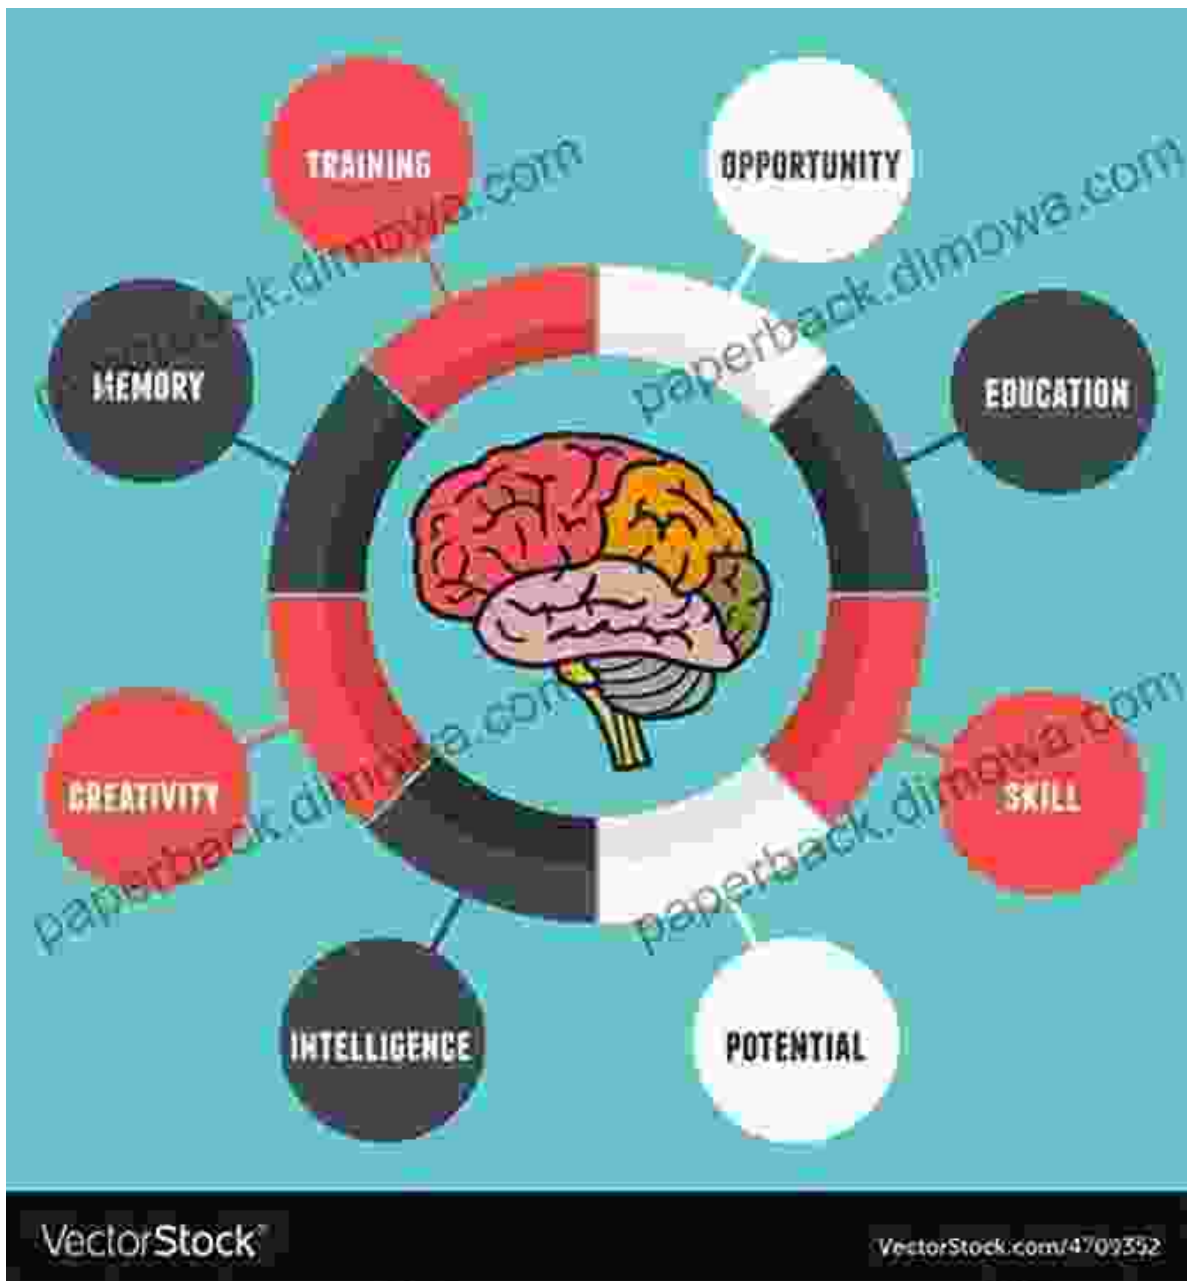 TRAINING
OPPORTUNITY
MEMORY
EDUCATION
CREATIVITY
SKILL
INTELLIGENCE
POTENTIAL
paperback.dimowa.com
paperback.dimowa.com
paperback.dimowa.com
paperback.dimowa.com
VectorStock®
VectorStock.com/4709352